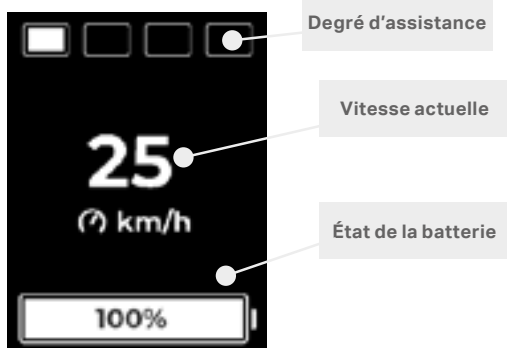 Degré d'assistance
Vitesse actuelle
25
km/h
État de la batterie
100%